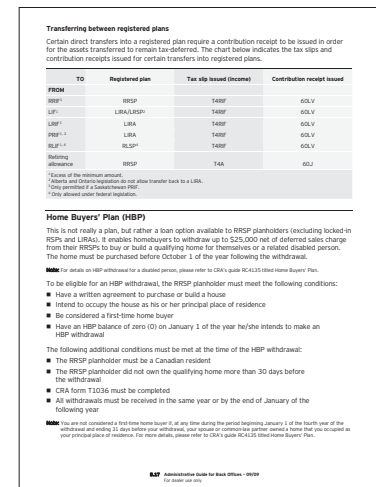 Transferring between registered plans
Certain direct transfers into a registered plan require a contribution receipt to be issued in order
for the assets transferred to remain tax-deferred. The chart below indicates the tax slips and
contribution receipts issued for certain transfers into registered plans.
TO Registered plan Tax slip issued (income) Contribution receipt issued
FROM
RRIF¹ RRSP T4RIF 60LV
LIF¹ LIRA/LRSP² T4RIF 60LV
LRIF¹ LIRA T4RIF 60LV
PRIF¹, ³ LIRA T4RIF 60LV
RLIF¹, ⁴ RLSP⁴ T4RIF 60LV
Retiring
allowance RRSP T4A 60J
¹ Excess of the minimum amount.
² Alberta and Ontario legislation do not allow transfer back to a LIRA.
³ Only permitted if a Saskatchewan PRIF.
⁴ Only allowed under federal legislation.
Home Buyers' Plan (HBP)
This is not really a plan, but rather a loan option available to RRSP planholders (excluding locked-in
RSPs and LIRAs). It enables homebuyers to withdraw up to $25,000 net of deferred sales charge
from their RRSPs to buy or build a qualifying home for themselves or a related disabled person.
The home must be purchased before October 1 of the year following the withdrawal.
Note: For details on HBP withdrawal for a disabled person, please refer to CRA's guide RC4135 titled Home Buyers' Plan.
To be eligible for an HBP withdrawal, the RRSP planholder must meet the following conditions:
■ Have a written agreement to purchase or build a house
■ Intend to occupy the house as his or her principal place of residence
■ Be considered a first-time home buyer
■ Have an HBP balance of zero (0) on January 1 of the year he/she intends to make an
HBP withdrawal
The following additional conditions must be met at the time of the HBP withdrawal:
■ The RRSP planholder must be a Canadian resident
■ The RRSP planholder did not own the qualifying home more than 30 days before
the withdrawal
■ CRA form T1036 must be completed
■ All withdrawals must be received in the same year or by the end of January of the
following year
Note: You are not considered a first-time home buyer if, at any time during the period beginning January 1 of the fourth year of the
withdrawal and ending 31 days before your withdrawal, your spouse or common-law partner owned a home that you occupied as
your principal place of residence. For more details, please refer to CRA's guide RC4135 titled Home Buyers' Plan.
8.17 Administrative Guide for Back Offices – 09/09
For dealer use only